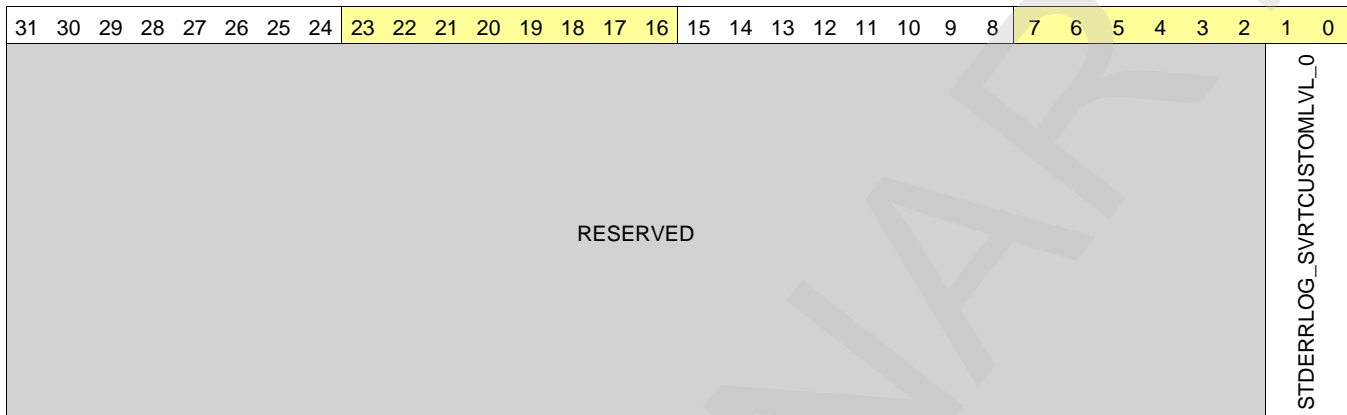 31 30 29 28 27 26 25 24 23 22 21 20 19 18 17 16 15 14 13 12 11 10 9 8 7 6 5 4 3 2 1 0
RESERVED
STDERRLOG_SVRTCUSTOMLVL_0